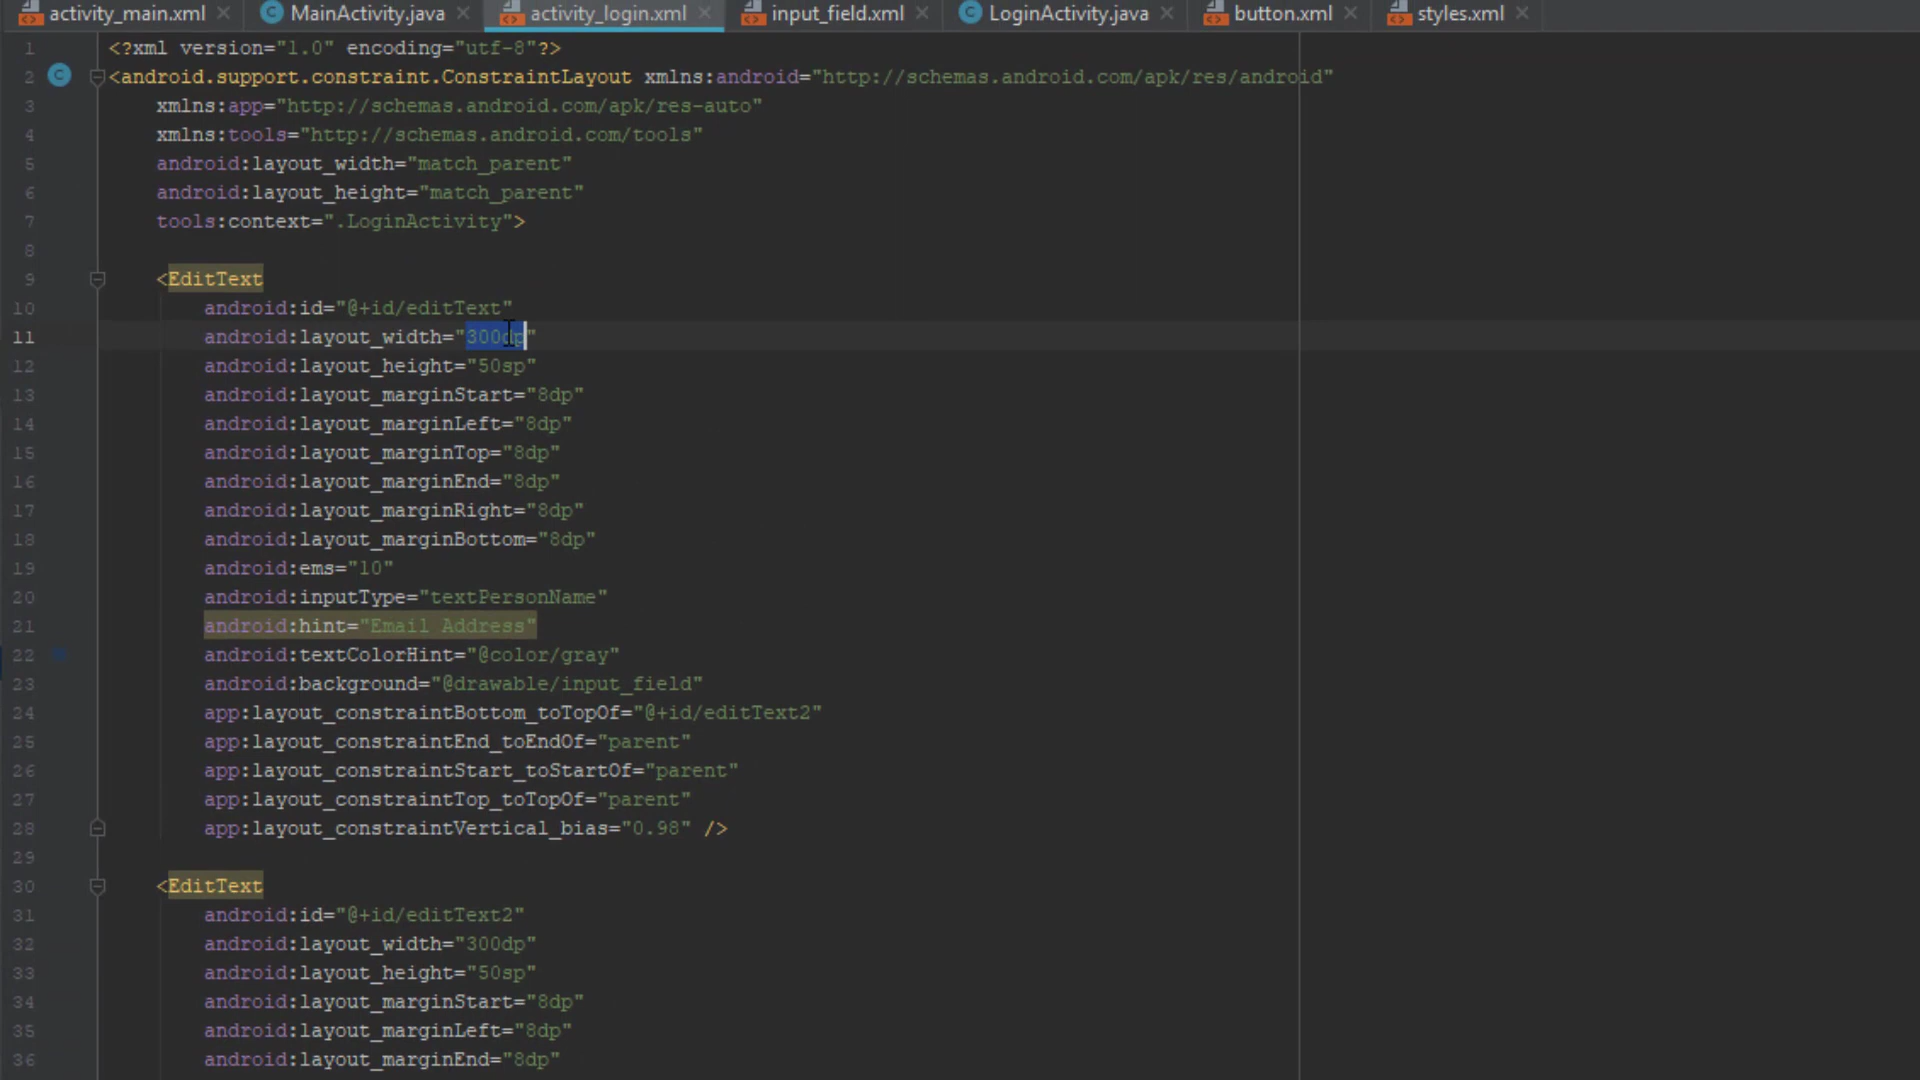 activity_main.xml MainActivity.java activity_login.xml input_field.xml LoginActivity.java button.xml styles.xml
1 <?xml version="1.0" encoding="utf-8"?>
2 <android.support.constraint.ConstraintLayout xmlns:android="http://schemas.android.com/apk/res/android"
3 xmlns:app="http://schemas.android.com/apk/res-auto"
4 xmlns:tools="http://schemas.android.com/tools"
5 android:layout_width="match_parent"
6 android:layout_height="match_parent"
7 tools:context=".LoginActivity">
8
9 <EditText
10 android:id="@+id/editText"
11 android:layout_width="300dp"
12 android:layout_height="50sp"
13 android:layout_marginStart="8dp"
14 android:layout_marginLeft="8dp"
15 android:layout_marginTop="8dp"
16 android:layout_marginEnd="8dp"
17 android:layout_marginRight="8dp"
18 android:layout_marginBottom="8dp"
19 android:ems="10"
20 android:inputType="textPersonName"
21 android:hint="Email Address"
22 android:textColorHint="@color/gray"
23 android:background="@drawable/input_field"
24 app:layout_constraintBottom_toTopOf="@+id/editText2"
25 app:layout_constraintEnd_toEndOf="parent"
26 app:layout_constraintStart_toStartOf="parent"
27 app:layout_constraintTop_toTopOf="parent"
28 app:layout_constraintVertical_bias="0.98" />
29
30 <EditText
31 android:id="@+id/editText2"
32 android:layout_width="300dp"
33 android:layout_height="50sp"
34 android:layout_marginStart="8dp"
35 android:layout_marginLeft="8dp"
36 android:layout_marginEnd="8dp"